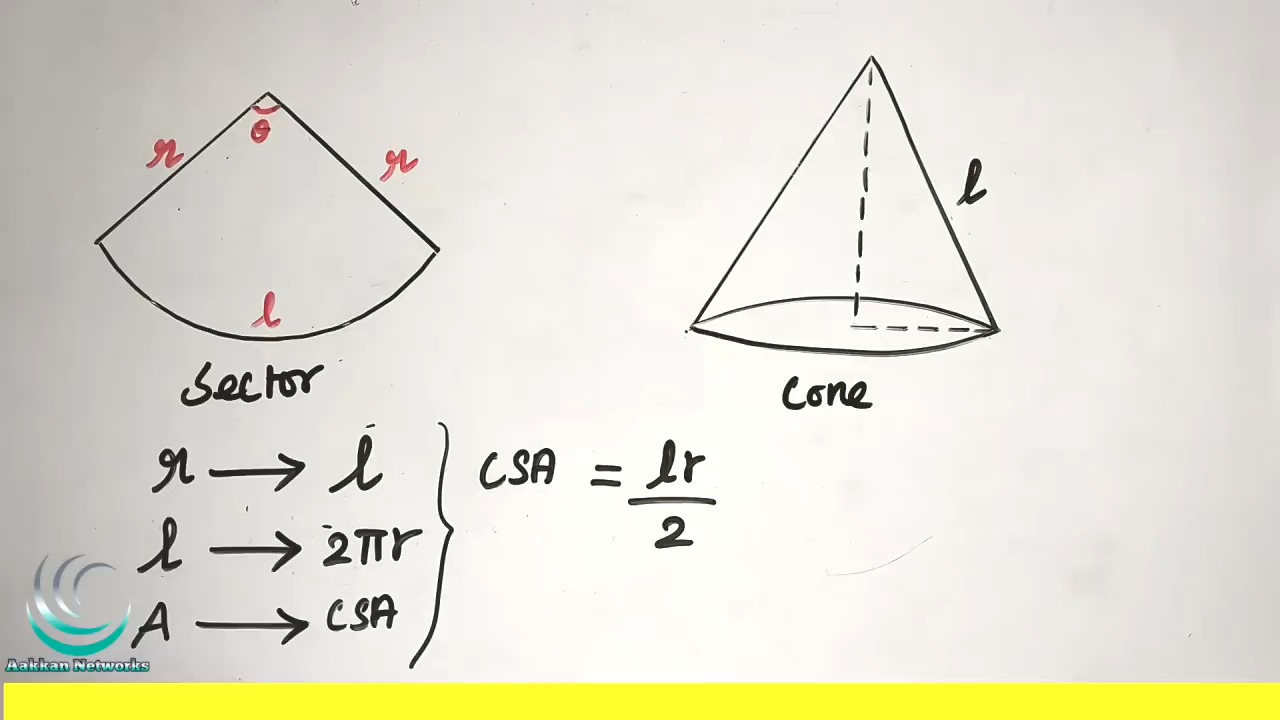 θ
r r
l
l
Sector
Cone
r → l
l → 2πr
A → CSA
CSA = lr/2
Aakkan Networks